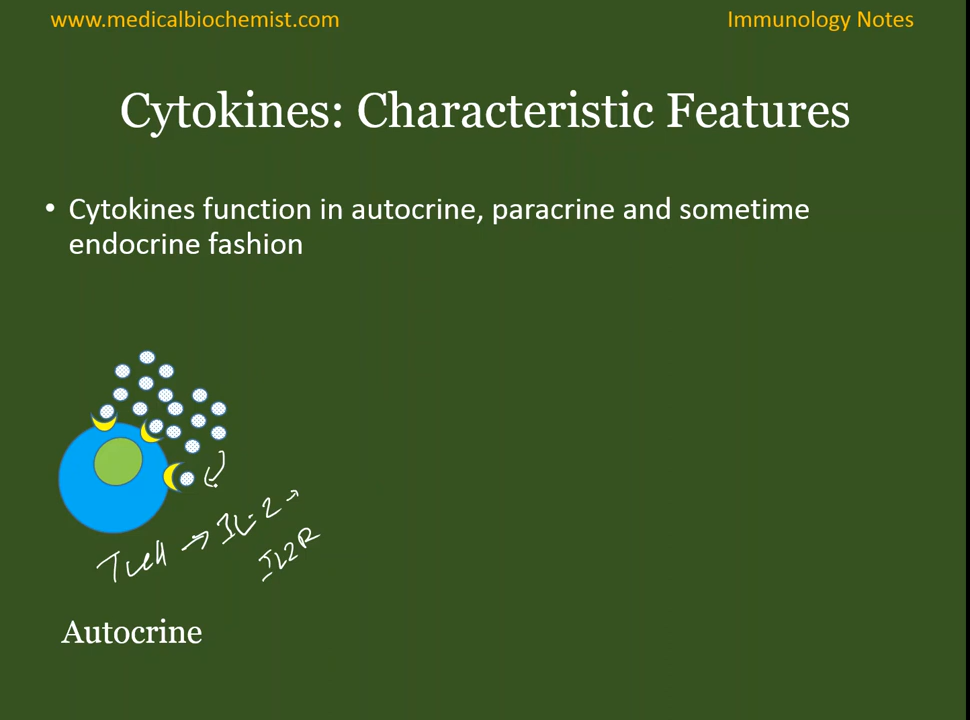 www.medicalbiochemist.com
Immunology Notes
Cytokines: Characteristic Features
• Cytokines function in autocrine, paracrine and sometime
endocrine fashion
T cell → IL-2 →
IL2R
Autocrine